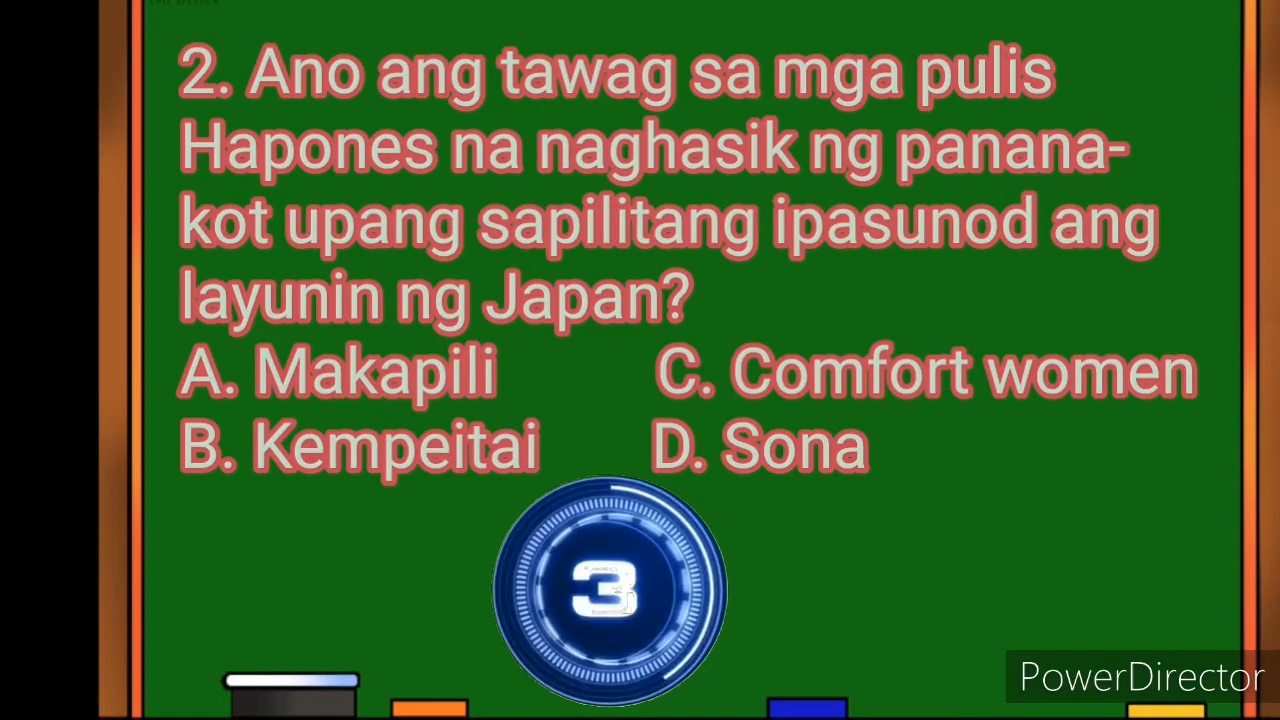 2. Ano ang tawag sa mga pulis
Hapones na naghasik ng panana-
kot upang sapilitang ipasunod ang
layunin ng Japan?
A. Makapili C. Comfort women
B. Kempeitai D. Sona
3
PowerDirector